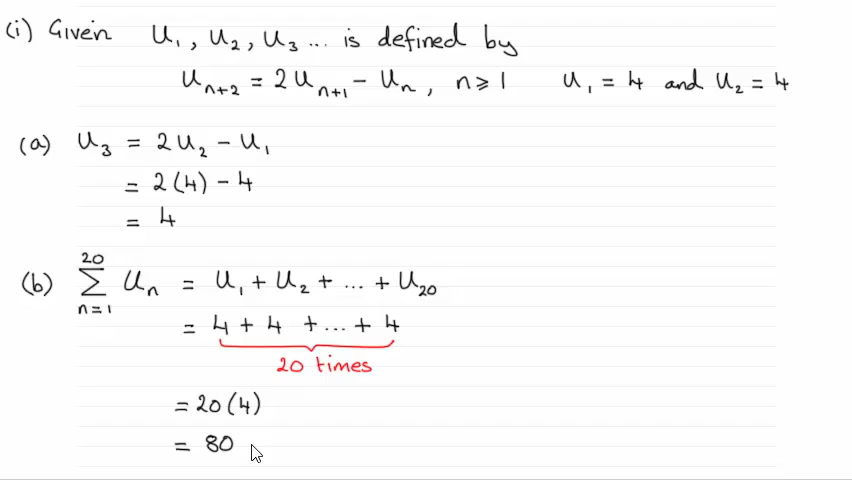 (i) Given U₁, U₂, U₃ ... is defined by
Uₙ₊₂ = 2Uₙ₊₁ − Uₙ, n ⩾ 1 U₁ = 4 and U₂ = 4
(a) U₃ = 2U₂ − U₁
= 2(4) − 4
= 4
(b) ∑ₙ₌₁²⁰ Uₙ = U₁ + U₂ + ... + U₂₀
= 4 + 4 + ... + 4
20 times
= 20(4)
= 80